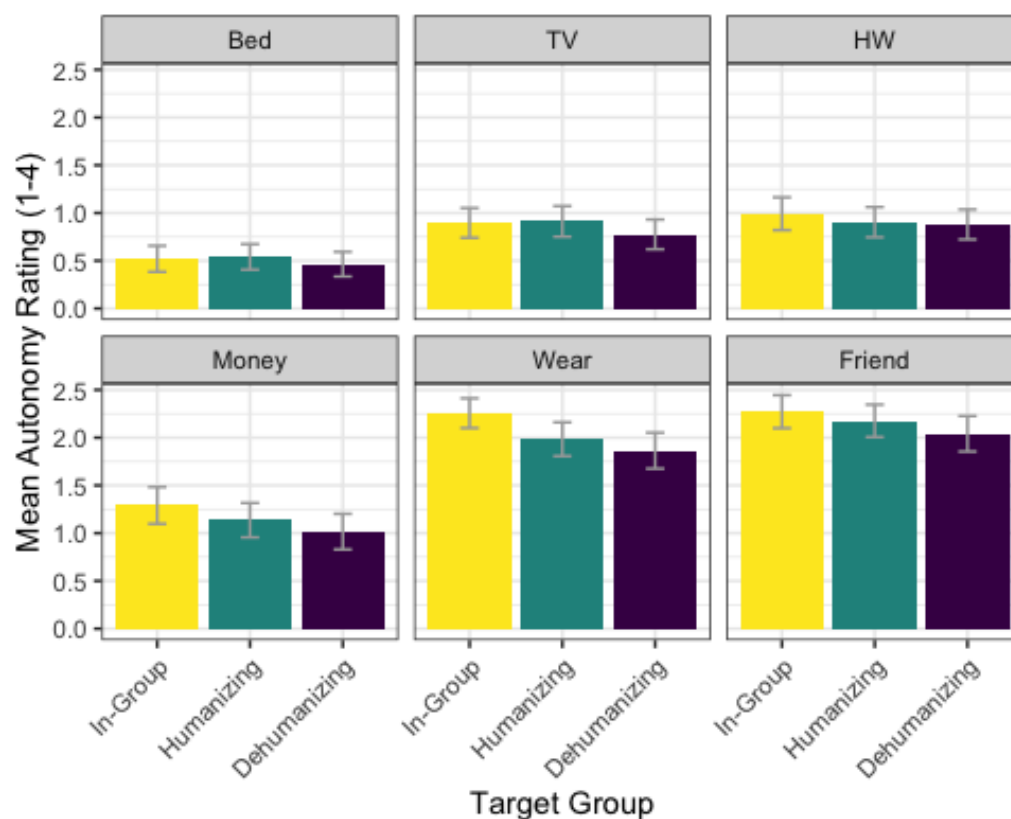 Bed TV HW
2.5
2.0
1.5
1.0
0.5
0.0
Money Wear Friend
2.5
2.0
1.5
1.0
0.5
0.0
Mean Autonomy Rating (1-4)
In-Group Humanizing Dehumanizing In-Group Humanizing Dehumanizing In-Group Humanizing Dehumanizing
Target Group